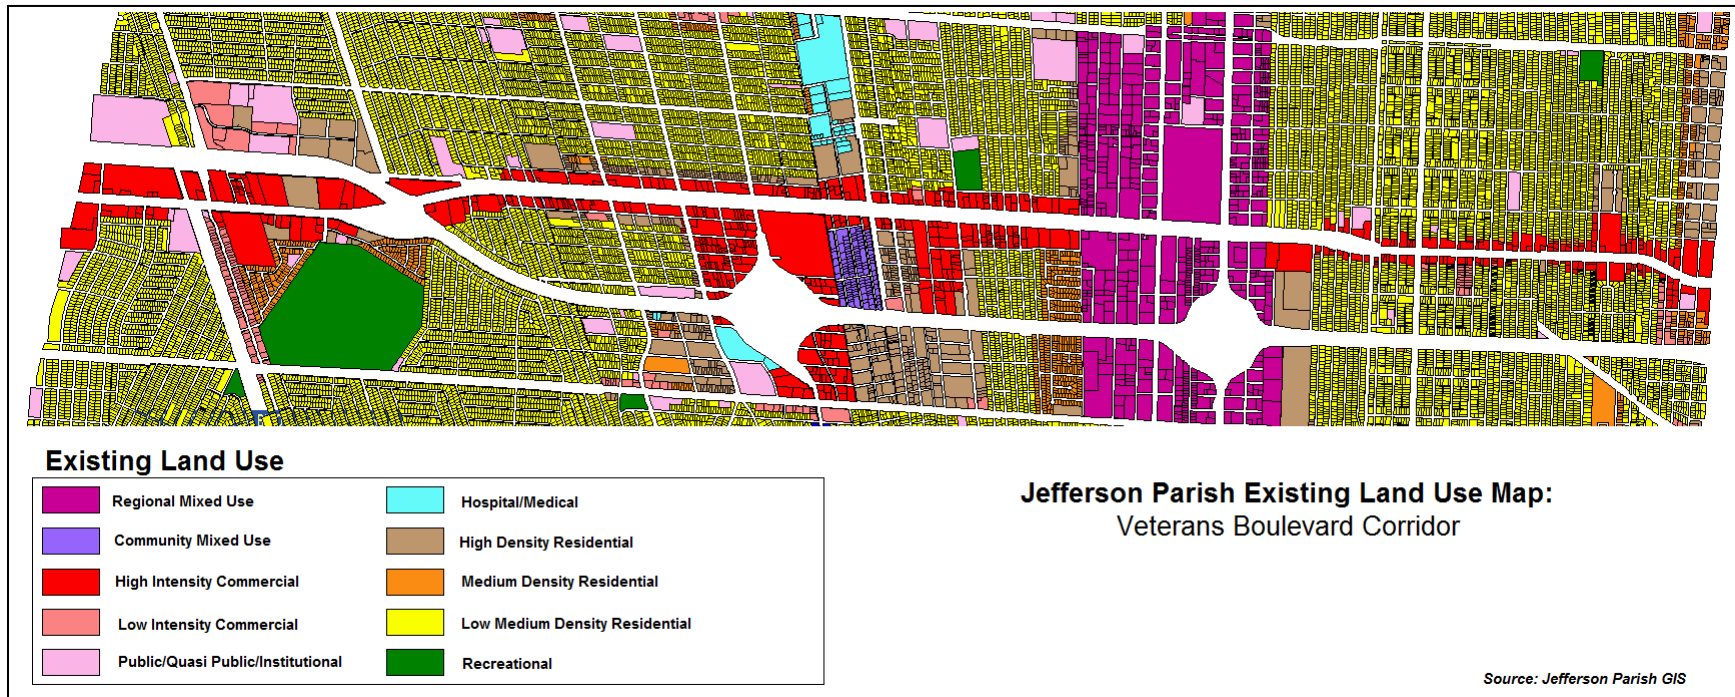 Existing Land Use
Regional Mixed Use
Community Mixed Use
High Intensity Commercial
Low Intensity Commercial
Public/Quasi Public/Institutional
Hospital/Medical
High Density Residential
Medium Density Residential
Low Medium Density Residential
Recreational
Jefferson Parish Existing Land Use Map:
Veterans Boulevard Corridor
Source: Jefferson Parish GIS